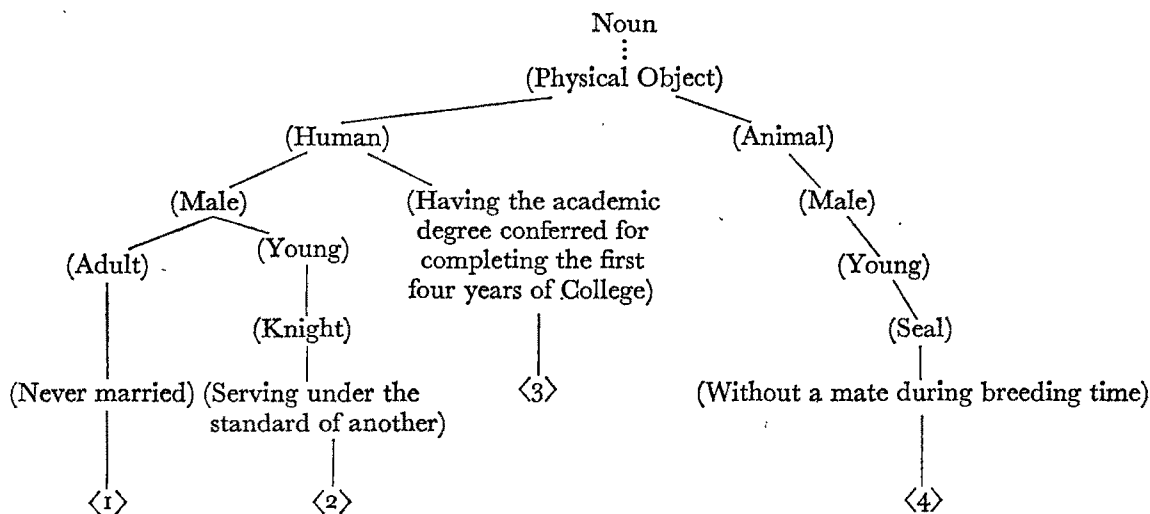 Noun
(Physical Object)
(Human)
(Animal)
(Male)
(Having the academic
degree conferred for
completing the first
four years of College)
(Male)
(Adult)
(Young)
(Young)
(Knight)
(Seal)
(Never married)
(Serving under the
standard of another)
⟨3⟩
(Without a mate during breeding time)
⟨1⟩
⟨2⟩
⟨4⟩